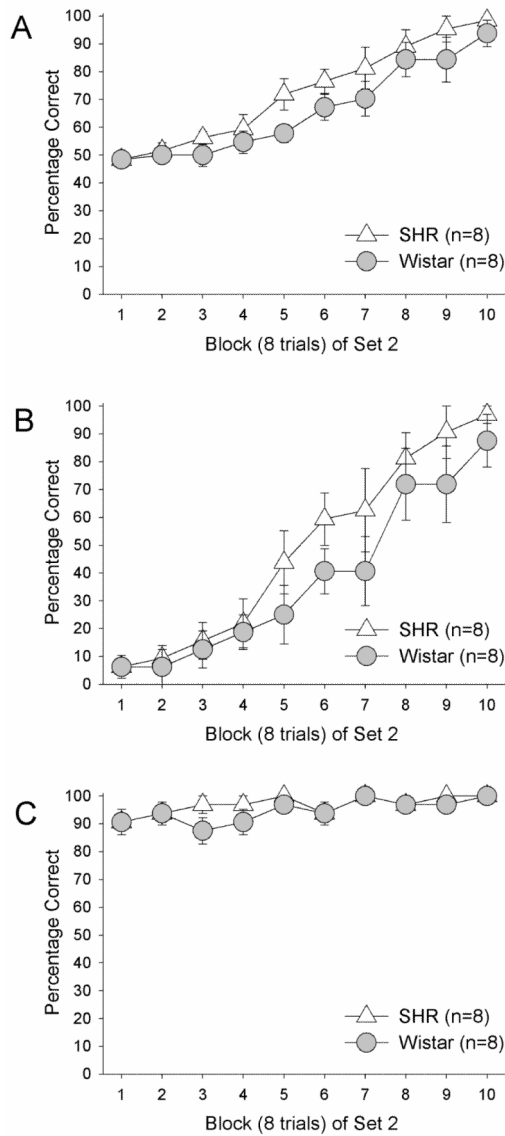 A
Percentage Correct
100
90
80
70
60
50
40
30
20
10
0
SHR (n=8)
Wistar (n=8)
1 2 3 4 5 6 7 8 9 10
Block (8 trials) of Set 2
B
Percentage Correct
100
90
80
70
60
50
40
30
20
10
0
SHR (n=8)
Wistar (n=8)
1 2 3 4 5 6 7 8 9 10
Block (8 trials) of Set 2
C
Percentage Correct
100
90
80
70
60
50
40
30
20
10
0
SHR (n=8)
Wistar (n=8)
1 2 3 4 5 6 7 8 9 10
Block (8 trials) of Set 2